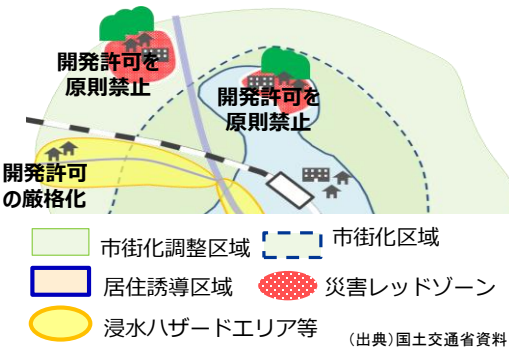 開発許可を
原則禁止
開発許可を
原則禁止
開発許可
の厳格化
市街化調整区域
市街化区域
居住誘導区域
災害レッドゾーン
浸水ハザードエリア等
（出典）国土交通省資料